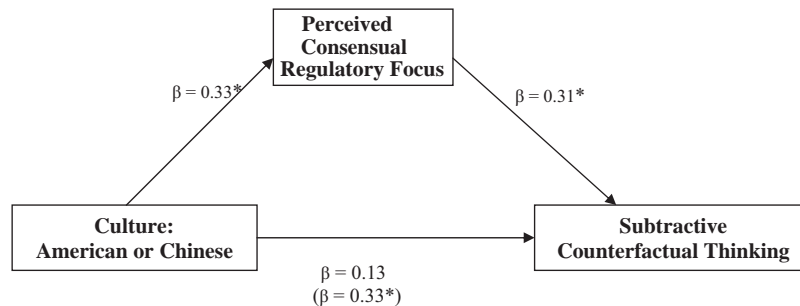 Perceived
Consensual
Regulatory Focus
β = 0.33*
β = 0.31*
Culture:
American or Chinese
Subtractive
Counterfactual Thinking
β = 0.13
(β = 0.33*)